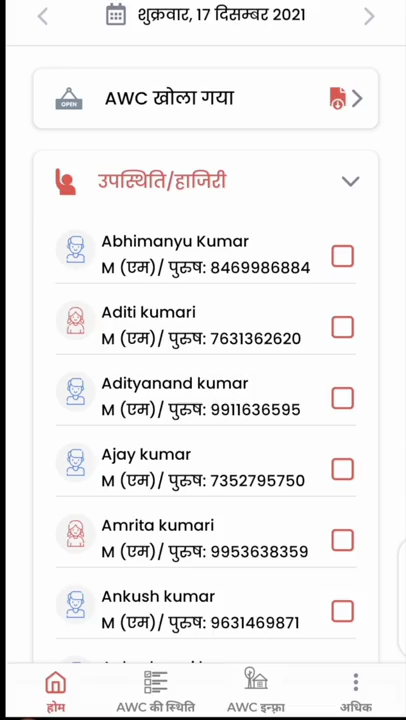 शुक्रवार, 17 दिसम्बर 2021
OPEN AWC खोला गया
उपस्थिति/हाजिरी
Abhimanyu Kumar
M (एम)/ पुरुष: 8469986884
Aditi kumari
M (एम)/ पुरुष: 7631362620
Adityanand kumar
M (एम)/ पुरुष: 9911636595
Ajay kumar
M (एम)/ पुरुष: 7352795750
Amrita kumari
M (एम)/ पुरुष: 9953638359
Ankush kumar
M (एम)/ पुरुष: 9631469871
होम AWC की स्थिति AWC इन्फ़्रा अधिक